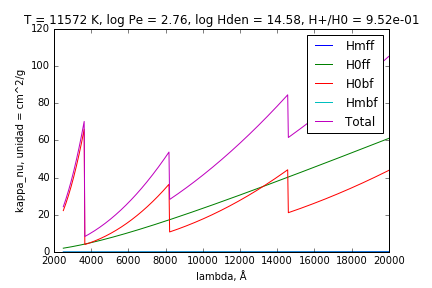 T = 11572 K, log Pe = 2.76, log Hden = 14.58, H+/H0 = 9.52e-01
120
100
80
60
40
20
0
kappa_nu, unidad = cm^2/g
Hmff
H0ff
H0bf
Hmbf
Total
2000 4000 6000 8000 10000 12000 14000 16000 18000 20000
lambda, Å